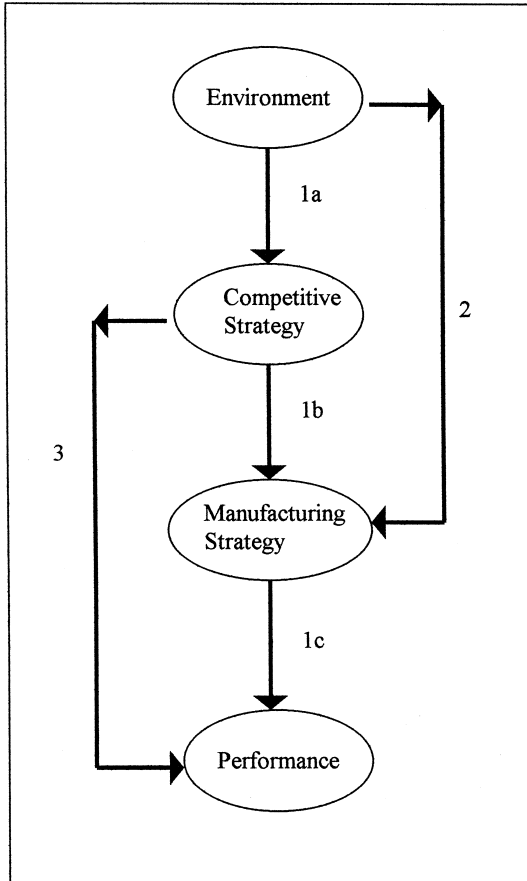 Environment
1a
Competitive
Strategy
2
1b
3
Manufacturing
Strategy
1c
Performance